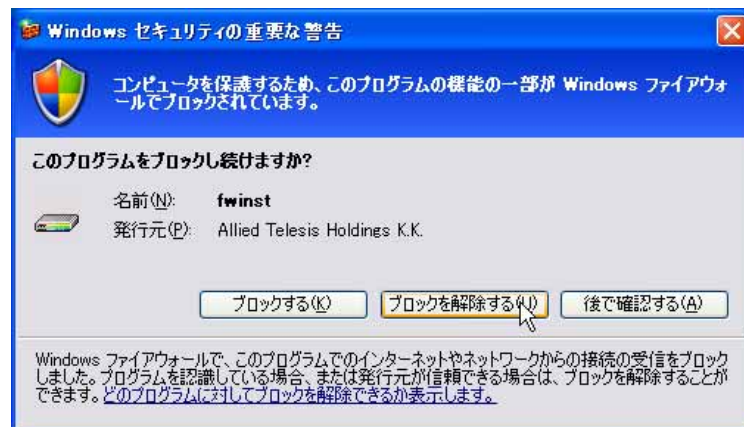 Windows セキュリティの重要な警告
コンピュータを保護するため、このプログラムの機能の一部が Windows ファイアウォ
ールでブロックされています。
このプログラムをブロックし続けますか?
名前(N): fwinst
発行元(P): Allied Telesis Holdings K.K.
ブロックする(K) ブロックを解除する(U) 後で確認する(A)
Windows ファイアウォールで、このプログラムでのインターネットやネットワークからの接続の受信をブロック
しました。プログラムを認識している場合、または発行元が信頼できる場合は、ブロックを解除することが
できます。どのプログラムに対してブロックを解除できるか表示します。